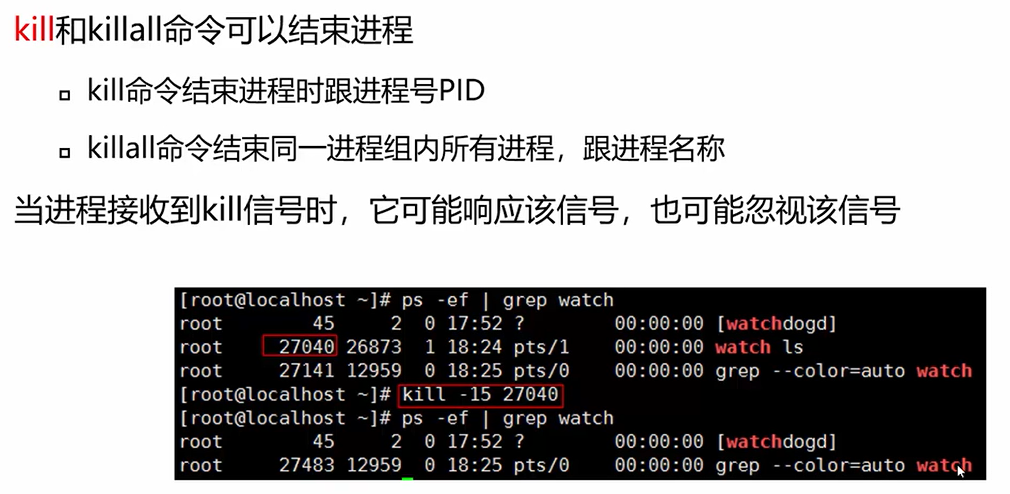 kill和killall命令可以结束进程
kill命令结束进程时跟进程号PID
killall命令结束同一进程组内所有进程，跟进程名称
当进程接收到kill信号时，它可能响应该信号，也可能忽视该信号
[root@localhost ~]# ps -ef | grep watch
root 45 2 0 17:52 ? 00:00:00 [watchdogd]
root 27040 26873 1 18:24 pts/1 00:00:00 watch ls
root 27141 12959 0 18:25 pts/0 00:00:00 grep --color=auto watch
[root@localhost ~]# kill -15 27040
[root@localhost ~]# ps -ef | grep watch
root 45 2 0 17:52 ? 00:00:00 [watchdogd]
root 27483 12959 0 18:25 pts/0 00:00:00 grep --color=auto watch